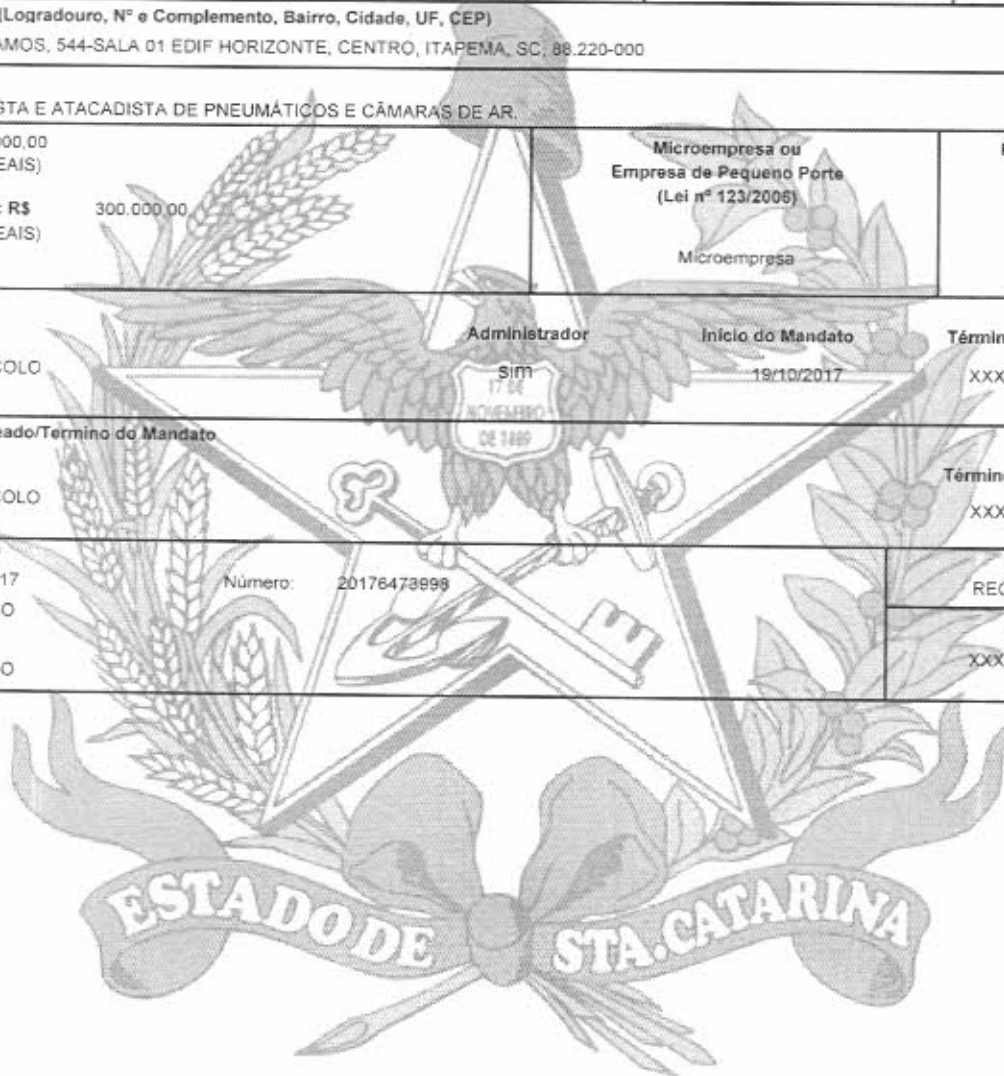 (Logradouro, Nº e Complemento, Bairro, Cidade, UF, CEP)
AMOS, 544-SALA 01 EDIF HORIZONTE, CENTRO, ITAPEMA, SC, 88.220-000
STA E ATACADISTA DE PNEUMÁTICOS E CÂMARAS DE AR.
000,00
EAIS)
: R$ 300.000,00
EAIS)
Microempresa ou
Empresa de Pequeno Porte
(Lei nº 123/2006)
Microempresa
Administrador Início do Mandato Términ
COLO sim 19/10/2017 XXX
17 DE
NOVEMBRO
DE 1889
eado/Termino do Mandato
Términ
COLO XXX
17 Número: 20176473998 REG
O
O XXX
ESTADO DE STA.CATARINA